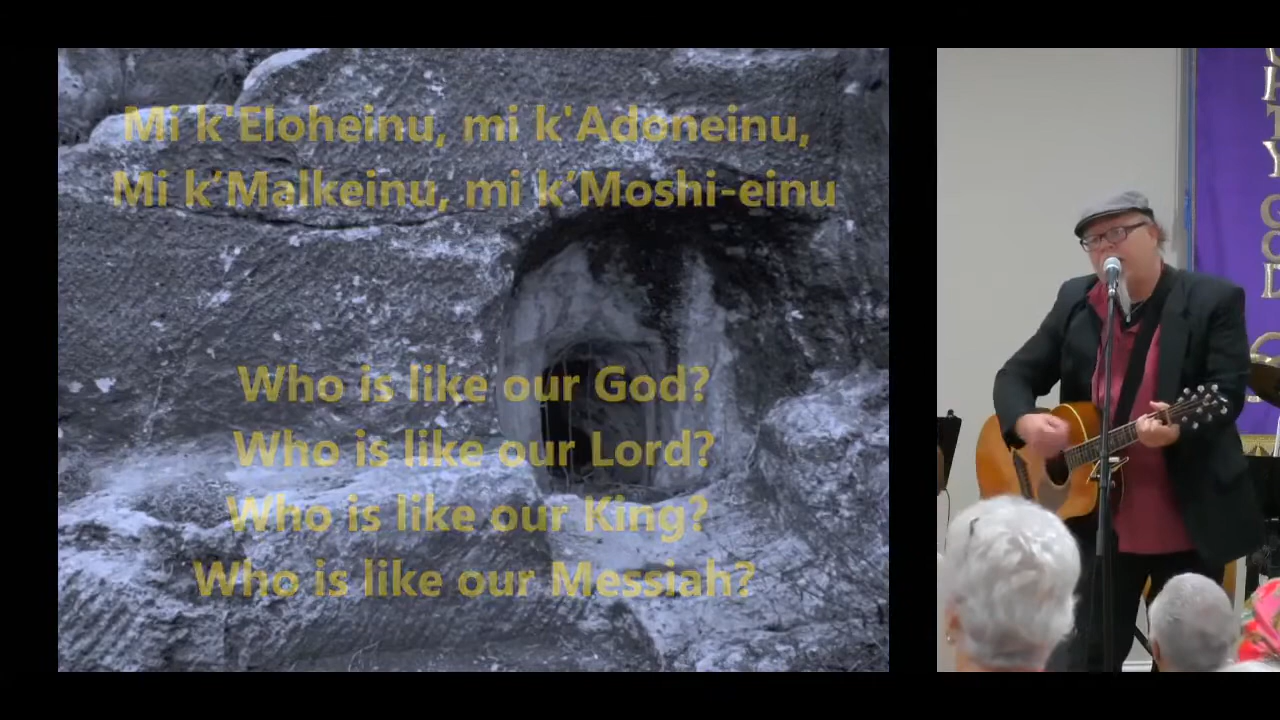 Mi k'Eloheinu, mi k'Adoneinu,
Mi k’Malkeinu, mi k’Moshi-einu
Who is like our God?
Who is like our Lord?
Who is like our King?
Who is like our Messiah?